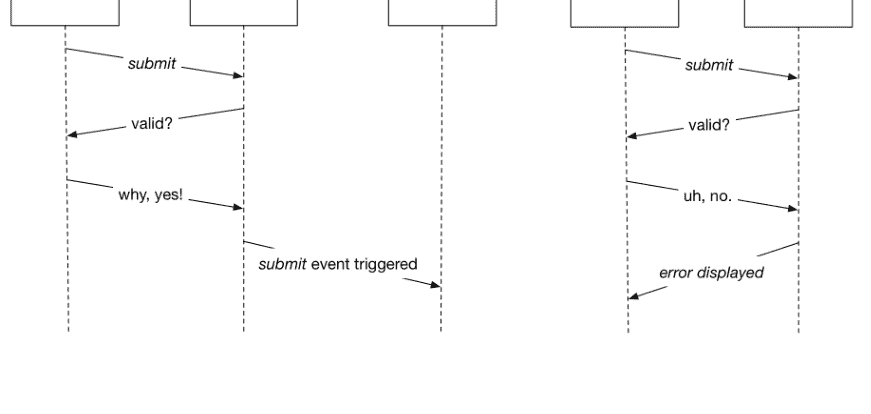 submit
valid?
why, yes!
submit event triggered
submit
valid?
uh, no.
error displayed